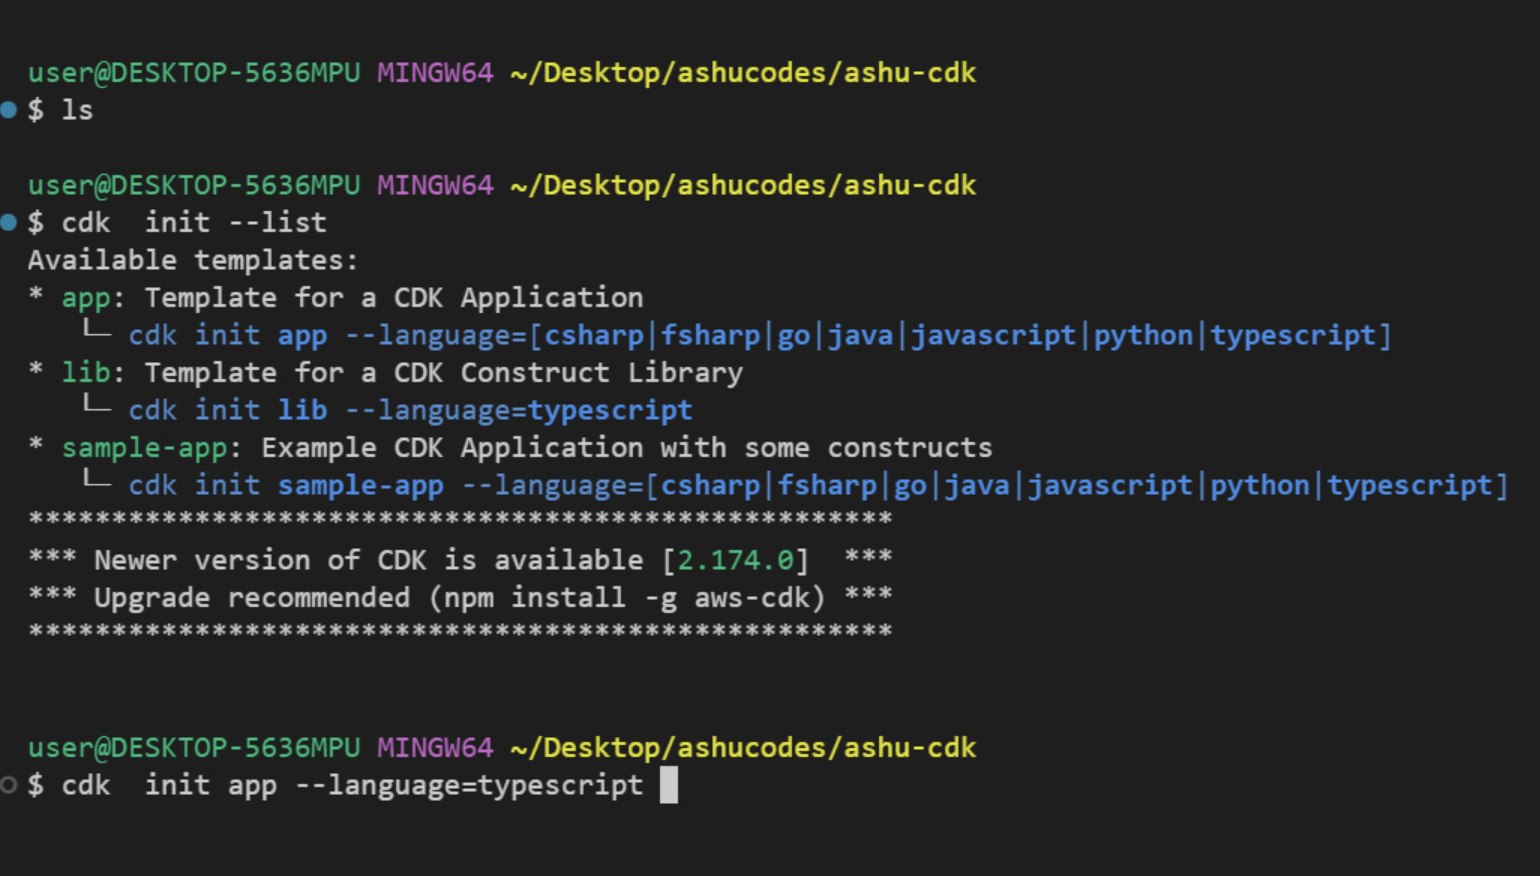 user@DESKTOP-5636MPU MINGW64 ~/Desktop/ashucodes/ashu-cdk
$ ls
user@DESKTOP-5636MPU MINGW64 ~/Desktop/ashucodes/ashu-cdk
$ cdk  init --list
Available templates:
* app: Template for a CDK Application
   └─ cdk init app --language=[csharp|fsharp|go|java|javascript|python|typescript]
* lib: Template for a CDK Construct Library
   └─ cdk init lib --language=typescript
* sample-app: Example CDK Application with some constructs
   └─ cdk init sample-app --language=[csharp|fsharp|go|java|javascript|python|typescript]
****************************************************
*** Newer version of CDK is available [2.174.0]  ***
*** Upgrade recommended (npm install -g aws-cdk) ***
****************************************************
user@DESKTOP-5636MPU MINGW64 ~/Desktop/ashucodes/ashu-cdk
$ cdk  init app --language=typescript